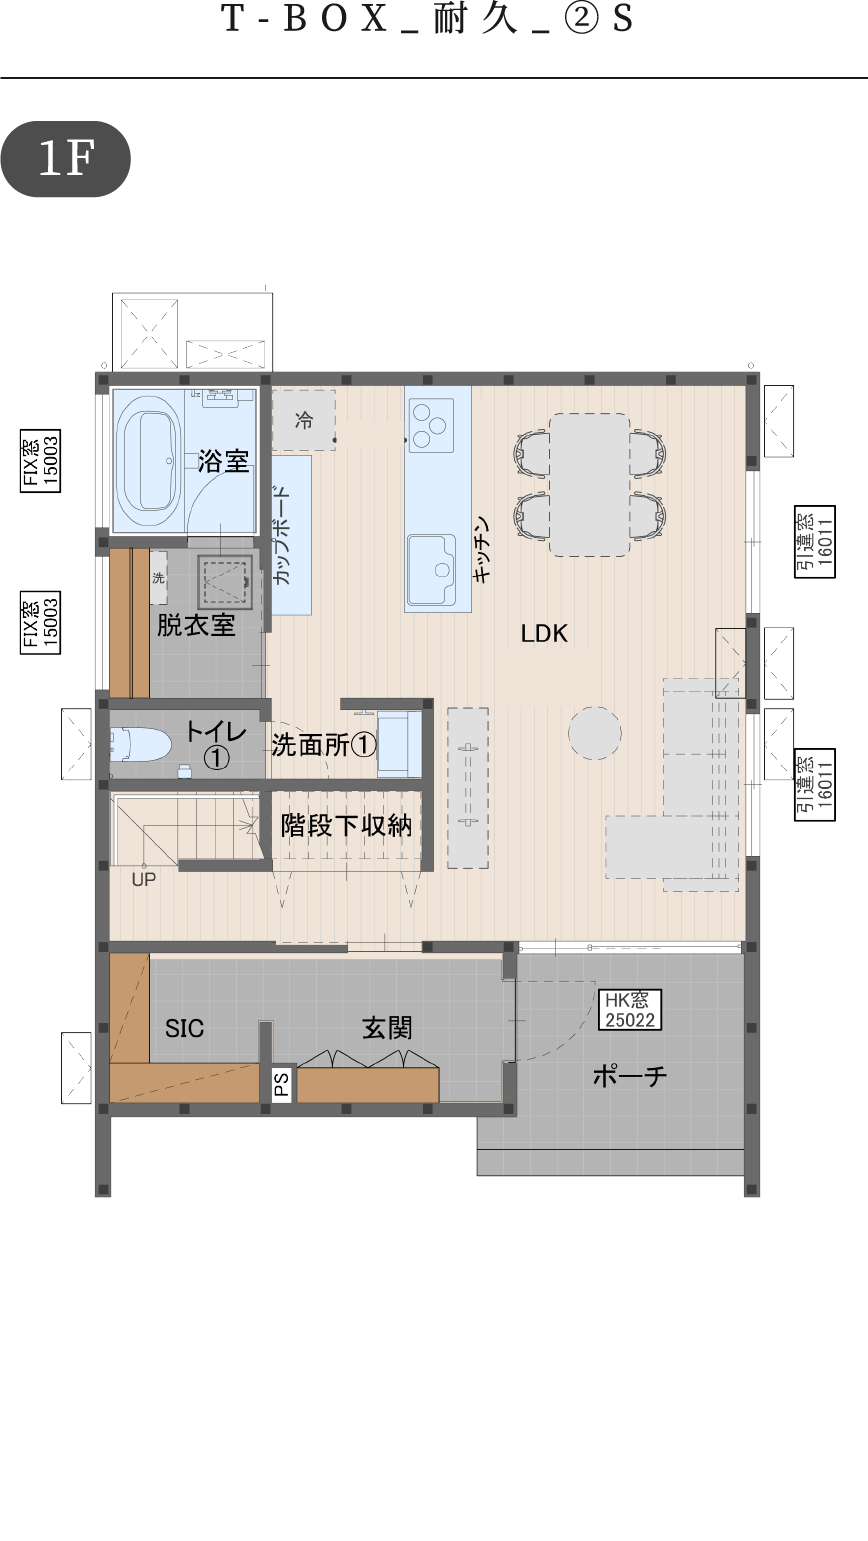 T-BOX_耐久_②S
1F
冷
浴室
FIX窓
15003
カップボード
キッチン
引違窓
16011
洗
脱衣室
FIX窓
15003
LDK
トイレ
①
洗面所①
引違窓
16011
階段下収納
UP
HK窓
25022
SIC
玄関
PS
ポーチ